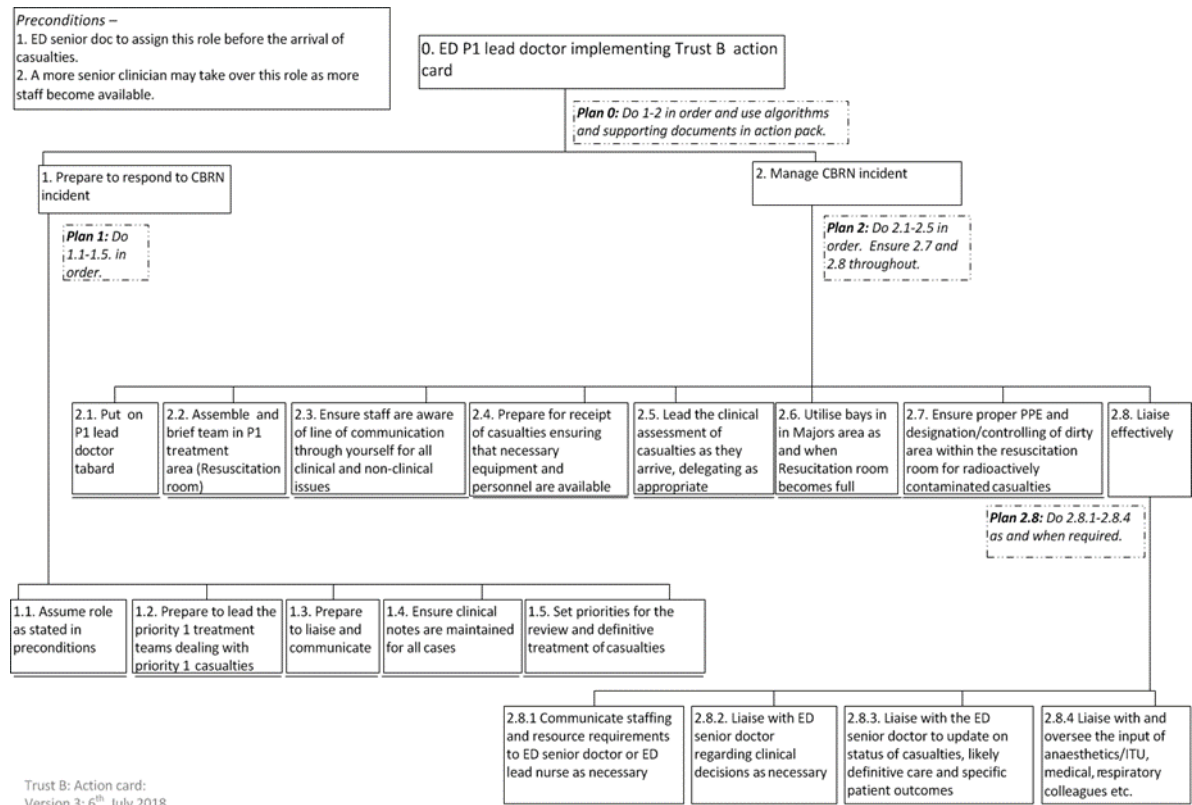 Preconditions –
1. ED senior doc to assign this role before the arrival of
casualties.
2. A more senior clinician may take over this role as more
staff become available.
0. ED P1 lead doctor implementing Trust B action
card
Plan 0: Do 1-2 in order and use algorithms
and supporting documents in action pack.
1. Prepare to respond to CBRN
incident
2. Manage CBRN incident
Plan 1: Do
1.1-1.5. in
order.
Plan 2: Do 2.1-2.5 in
order. Ensure 2.7 and
2.8 throughout.
2.1. Put on
P1 lead
doctor
tabard
2.2. Assemble and
brief team in P1
treatment
area (Resuscitation
room)
2.3. Ensure staff are aware
of line of communication
through yourself for all
clinical and non-clinical
issues
2.4. Prepare for receipt
of casualties ensuring
that necessary
equipment and
personnel are available
2.5. Lead the clinical
assessment of
casualties as they
arrive, delegating as
appropriate
2.6. Utilise bays
in Majors area as
and when
Resucitation room
becomes full
2.7. Ensure proper PPE and
designation/controlling of dirty
area within the resuscitation
room for radioactively
contaminated casualties
2.8. Liaise
effectively
Plan 2.8: Do 2.8.1-2.8.4
as and when required.
1.1. Assume role
as stated in
preconditions
1.2. Prepare to lead the
priority 1 treatment
teams dealing with
priority 1 casualties
1.3. Prepare
to liaise and
communicate
1.4. Ensure clinical
notes are maintained
for all cases
1.5. Set priorities for the
review and definitive
treatment of casualties
2.8.1 Communicate staffing
and resource requirements
to ED senior doctor or ED
lead nurse as necessary
2.8.2. Liaise with ED
senior doctor
regarding clinical
decisions as necessary
2.8.3. Liaise with the ED
senior doctor to update on
status of casualties, likely
definitive care and specific
patient outcomes
2.8.4 Liaise with and
oversee the input of
anaesthetics/ITU,
medical, respiratory
colleagues etc.
Trust B: Action card:
Version 3: 6th July 2018